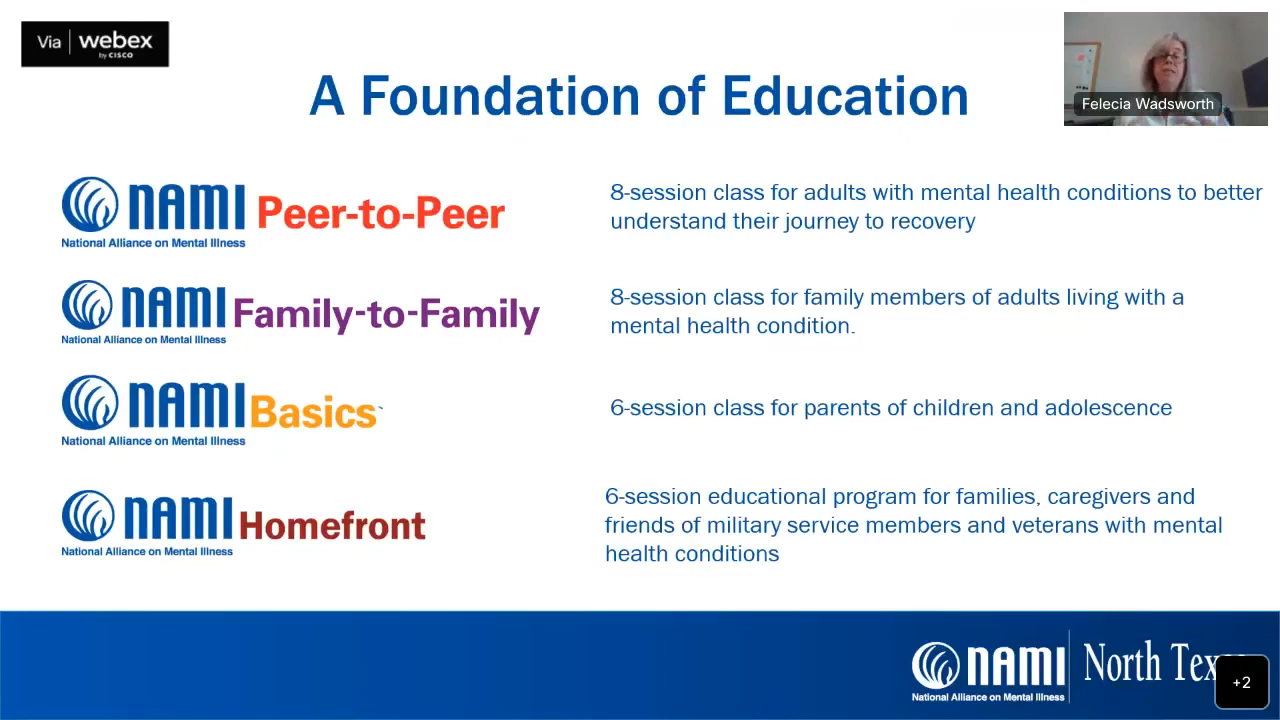 Via webex
by CISCO
A Foundation of Education
Felecia Wadsworth
NAMI Peer-to-Peer
National Alliance on Mental Illness
8-session class for adults with mental health conditions to better
understand their journey to recovery
NAMI Family-to-Family
National Alliance on Mental Illness
8-session class for family members of adults living with a
mental health condition.
NAMI Basics
National Alliance on Mental Illness
6-session class for parents of children and adolescence
NAMI Homefront
National Alliance on Mental Illness
6-session educational program for families, caregivers and
friends of military service members and veterans with mental
health conditions
NAMI North
National Alliance on Mental Illness
+2